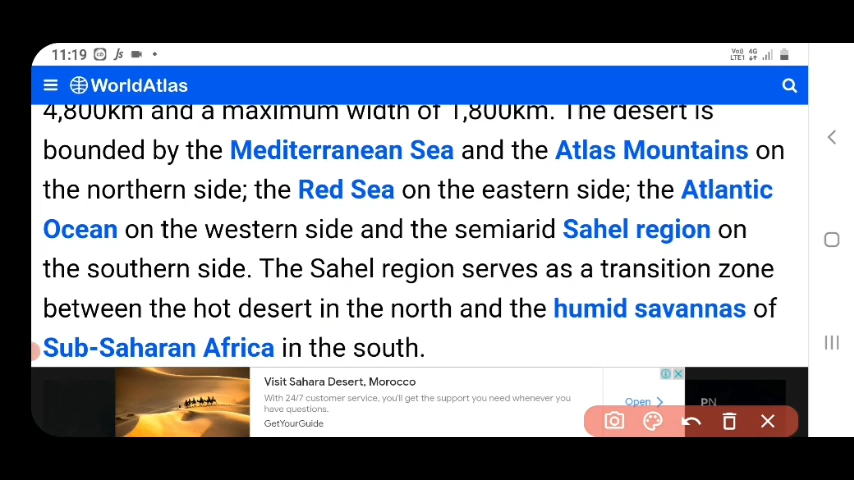 11:19
VoB 4G
LTE1
WorldAtlas
4,800km and a maximum width of 1,800km. The desert is
bounded by the Mediterranean Sea and the Atlas Mountains on
the northern side; the Red Sea on the eastern side; the Atlantic
Ocean on the western side and the semiarid Sahel region on
the southern side. The Sahel region serves as a transition zone
between the hot desert in the north and the humid savannas of
Sub-Saharan Africa in the south.
Visit Sahara Desert, Morocco
With 24/7 customer service, you'll get the support you need whenever you
have questions.
GetYourGuide
Open
PN